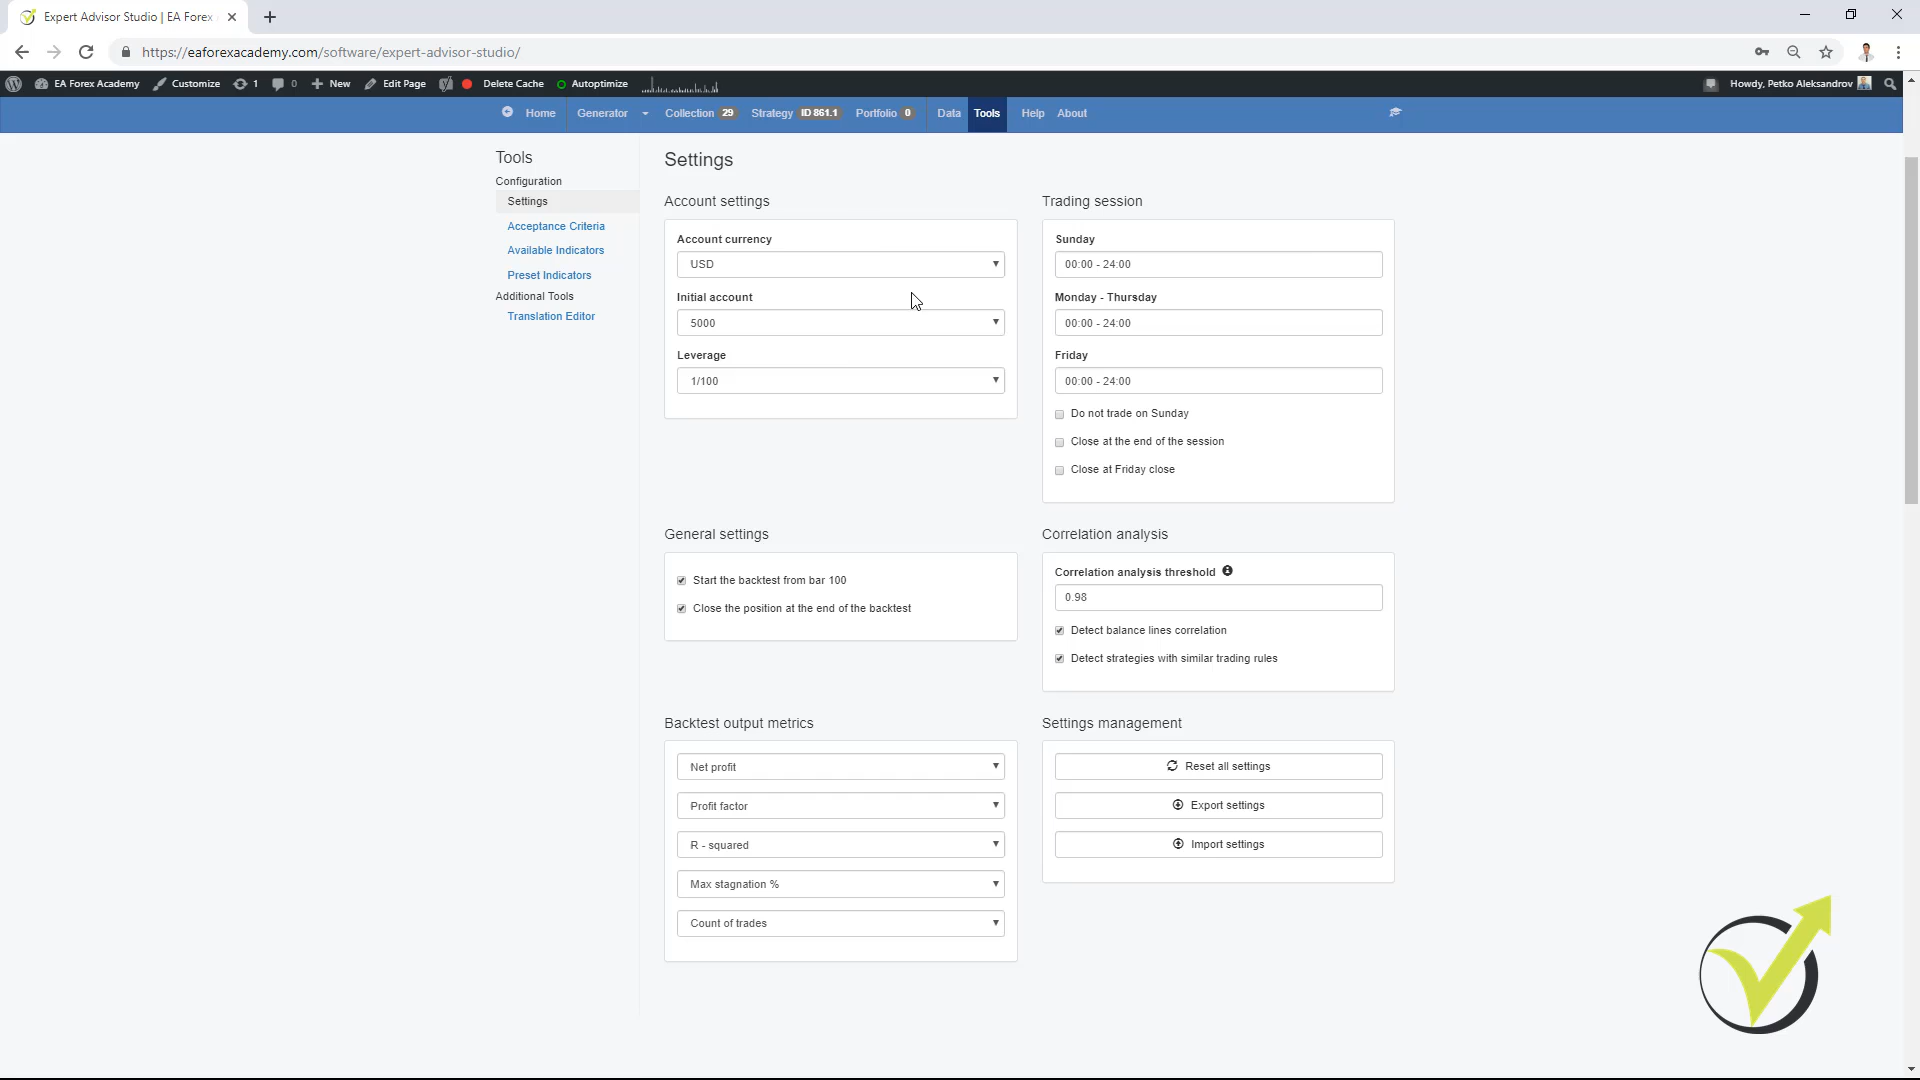 Expert Advisor Studio | EA Forex
https://eaforexacademy.com/software/expert-advisor-studio/
EA Forex Academy Customize 1 0 New Edit Page Delete Cache Autoptimize Howdy, Petko Aleksandrov
Home Generator Collection 29 Strategy ID 861.1 Portfolio 0 Data Tools Help About
Tools
Configuration
Settings
Acceptance Criteria
Available Indicators
Preset Indicators
Additional Tools
Translation Editor
Settings
Account settings
Account currency
USD
Initial account
5000
Leverage
1/100
Trading session
Sunday
00:00 - 24:00
Monday - Thursday
00:00 - 24:00
Friday
00:00 - 24:00
Do not trade on Sunday
Close at the end of the session
Close at Friday close
General settings
Start the backtest from bar 100
Close the position at the end of the backtest
Correlation analysis
Correlation analysis threshold
0.98
Detect balance lines correlation
Detect strategies with similar trading rules
Backtest output metrics
Net profit
Profit factor
R - squared
Max stagnation %
Count of trades
Settings management
Reset all settings
Export settings
Import settings